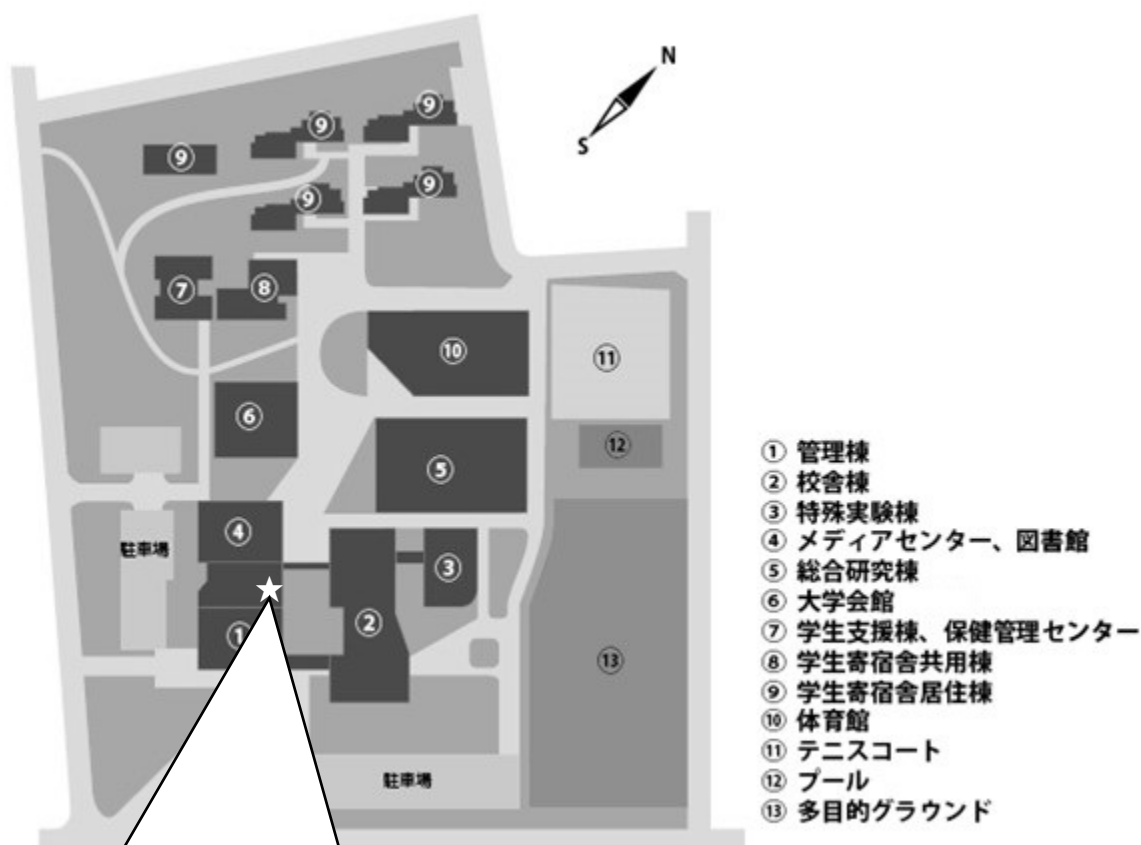 N
S
⑨
⑨
⑨
⑨
⑨
⑦
⑧
⑩
⑪
⑥
⑫
⑤
④
駐車場
③
①
②
⑬
駐車場
① 管理棟
② 校舎棟
③ 特殊実験棟
④ メディアセンター、図書館
⑤ 総合研究棟
⑥ 大学会館
⑦ 学生支援棟、保健管理センター
⑧ 学生寄宿舎共用棟
⑨ 学生寄宿舎居住棟
⑩ 体育館
⑪ テニスコート
⑫ プール
⑬ 多目的グラウンド